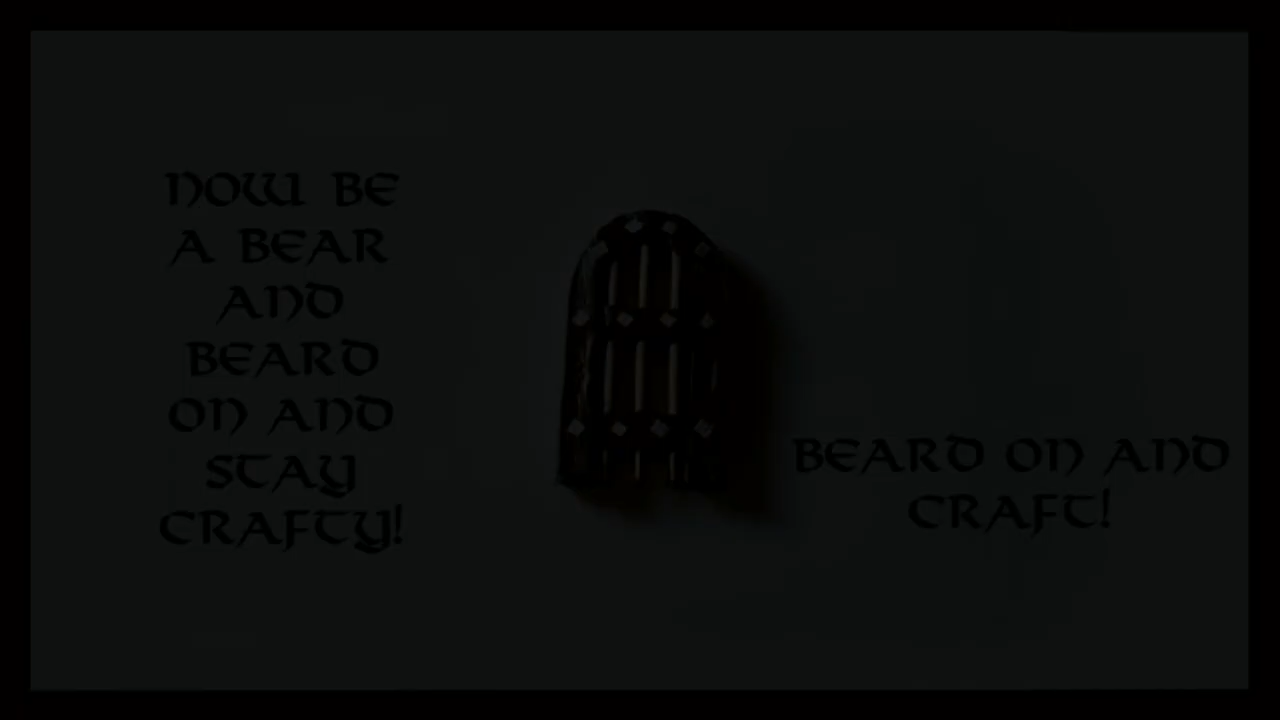 NOW BE
A BEAR
AND
BEARD
ON AND
STAY
CRAFTY!
BEARD ON AND
CRAFT!